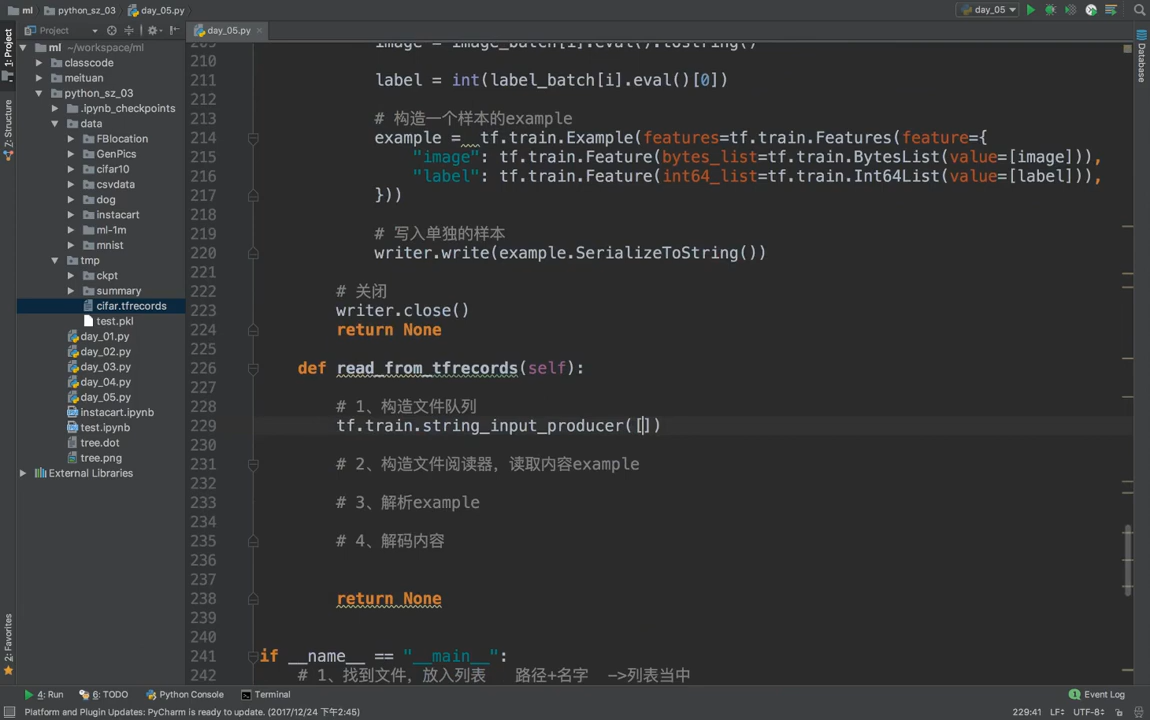 ml python_sz_03 day_05.py day_05
Project day_05.py
ml ~/workspace/ml
classcode
meituan
python_sz_03
.ipynb_checkpoints
data
FBlocation
GenPics
cifar10
csvdata
dog
instacart
ml-1m
mnist
tmp
ckpt
summary
cifar.tfrecords
test.pkl
day_01.py
day_02.py
day_03.py
day_04.py
day_05.py
instacart.ipynb
test.ipynb
tree.dot
tree.png
External Libraries
1: Project
7: Structure
2: Favorites
Database
209 image = image_batch[i].eval().tostring()
210
211 label = int(label_batch[i].eval()[0])
212
213 # 构造一个样本的example
214 example = tf.train.Example(features=tf.train.Features(feature={
215 "image": tf.train.Feature(bytes_list=tf.train.BytesList(value=[image])),
216 "label": tf.train.Feature(int64_list=tf.train.Int64List(value=[label])),
217 }))
218
219 # 写入单独的样本
220 writer.write(example.SerializeToString())
221
222 # 关闭
223 writer.close()
224 return None
225
226 def read_from_tfrecords(self):
227
228 # 1、构造文件队列
229 tf.train.string_input_producer([])
230
231 # 2、构造文件阅读器，读取内容example
232
233 # 3、解析example
234
235 # 4、解码内容
236
237
238 return None
239
240
241 if __name__ == "__main__":
242 # 1、找到文件，放入列表 路径+名字 ->列表当中
4: Run 6: TODO Python Console Terminal Event Log
Platform and Plugin Updates: PyCharm is ready to update. (2017/12/24 下午2:45) 229:41 LF÷ UTF-8÷